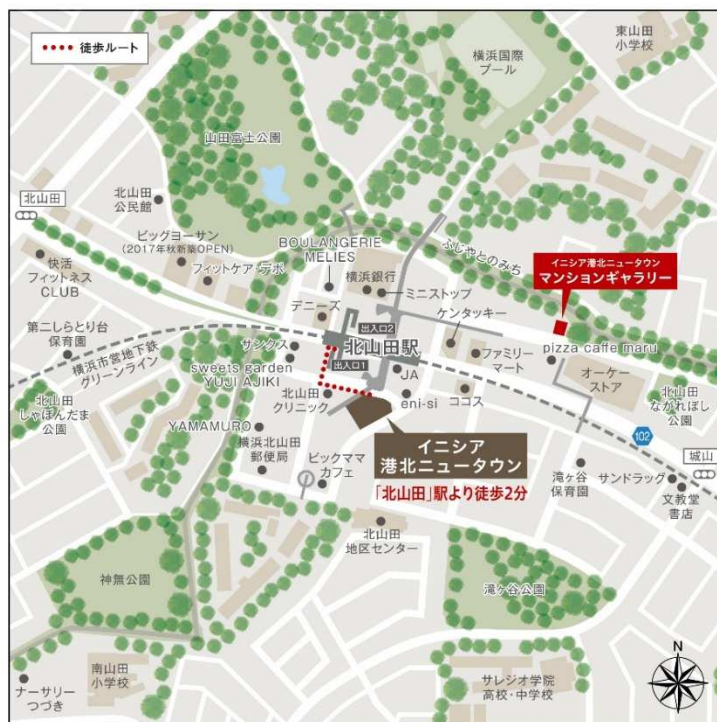 徒歩ルート
東山田
小学校
横浜国際
プール
山田富士公園
北山田
北山田
公民館
ビッグヨーサン
(2017年秋新築OPEN)
フィットケア デポ
快活
フィットネス
CLUB
BOULANGERIE
MELIES
横浜銀行
ミニストップ
ふじやとのみち
イニシア港北ニュータウン
マンションギャラリー
デニーズ
ケンタッキー
出入口2
北山田駅
出入口1
第二しらとり台
保育園
横浜市営地下鉄
グリーンライン
サンクス
sweets garden
YUJI AJIKI
ファミリー
マート
pizza caffe maru
オーケー
ストア
JA
北山田
クリニック
eni-si
ココス
北山田
ながれぼし
公園
北山田
しゃぼんだま
公園
YAMAMURO
横浜北山田
郵便局
イニシア
港北ニュータウン
「北山田」駅より徒歩2分
102
城山
ビックママ
カフェ
滝ヶ谷
保育園
サンドラッグ
文教堂
書店
北山田
地区センター
神無公園
滝ヶ谷公園
南山田
小学校
ナーサリー
つづき
サレジオ学院
高校・中学校
N